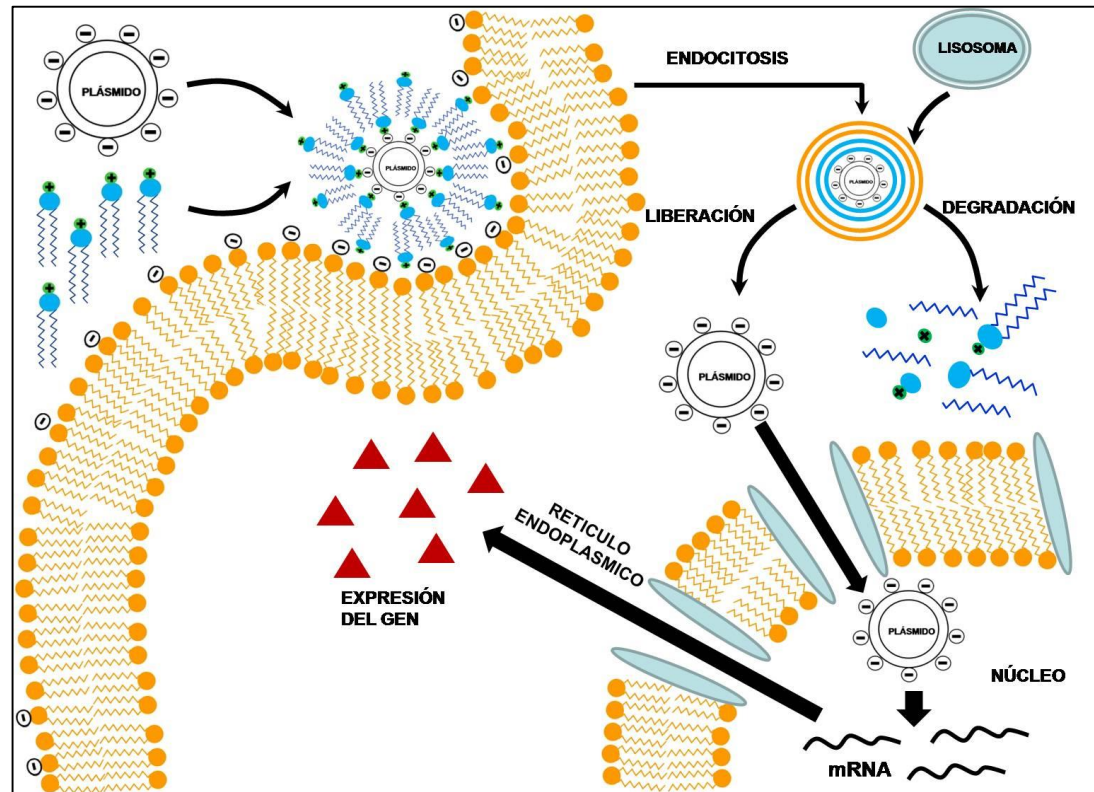 PLÁSMIDO
PLÁSMIDO
ENDOCITOSIS
LISOSOMA
PLÁSMIDO
LIBERACIÓN
DEGRADACIÓN
PLÁSMIDO
RETICULO
ENDOPLASMICO
EXPRESIÓN
DEL GEN
PLÁSMIDO
NÚCLEO
mRNA